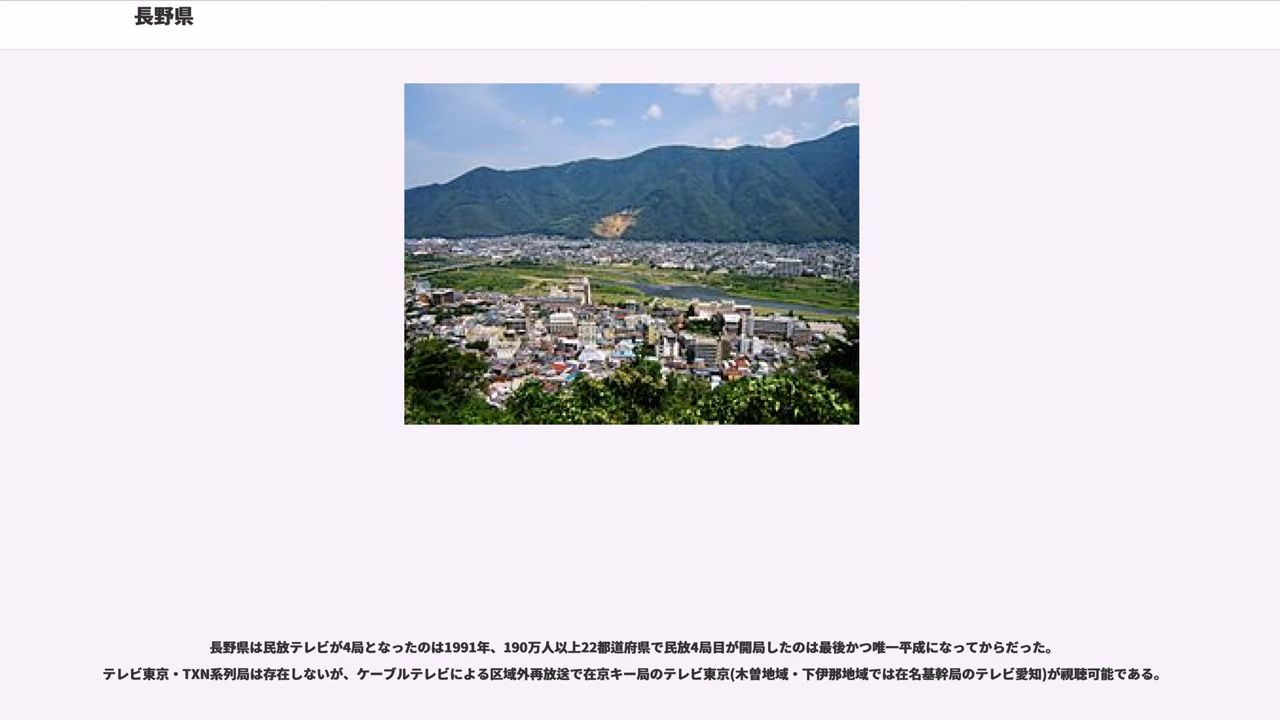 長野県
長野県は民放テレビが4局となったのは1991年、190万人以上22都道府県で民放4局目が開局したのは最後かつ唯一平成になってからだった。
テレビ東京・TXN系列局は存在しないが、ケーブルテレビによる区域外再放送で在京キー局のテレビ東京(木曽地域・下伊那地域では在名基幹局のテレビ愛知)が視聴可能である。